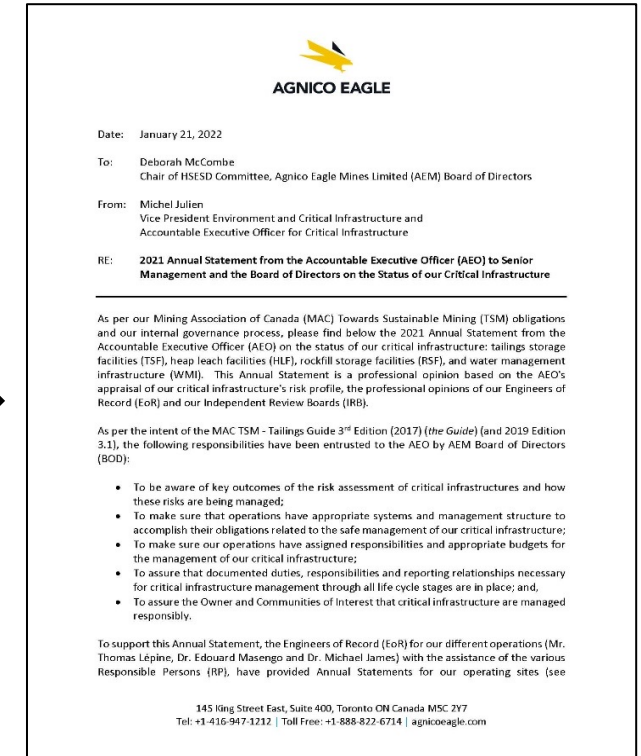 AGNICO EAGLE
Date: January 21, 2022
To: Deborah McCombe
Chair of HSESD Committee, Agnico Eagle Mines Limited (AEM) Board of Directors
From: Michel Julien
Vice President Environment and Critical Infrastructure and
Accountable Executive Officer for Critical Infrastructure
RE: 2021 Annual Statement from the Accountable Executive Officer (AEO) to Senior
Management and the Board of Directors on the Status of our Critical Infrastructure
As per our Mining Association of Canada (MAC) Towards Sustainable Mining (TSM) obligations
and our internal governance process, please find below the 2021 Annual Statement from the
Accountable Executive Officer (AEO) on the status of our critical infrastructure: tailings storage
facilities (TSF), heap leach facilities (HLF), rockfill storage facilities (RSF), and water management
infrastructure (WMI). This Annual Statement is a professional opinion based on the AEO's
appraisal of our critical infrastructure's risk profile, the professional opinions of our Engineers of
Record (EoR) and our Independent Review Boards (IRB).
As per the intent of the MAC TSM - Tailings Guide 3rd Edition (2017) (the Guide) (and 2019 Edition
3.1), the following responsibilities have been entrusted to the AEO by AEM Board of Directors
(BOD):
• To be aware of key outcomes of the risk assessment of critical infrastructures and how
these risks are being managed;
• To make sure that operations have appropriate systems and management structure to
accomplish their obligations related to the safe management of our critical infrastructure;
• To make sure our operations have assigned responsibilities and appropriate budgets for
the management of our critical infrastructure;
• To assure that documented duties, responsibilities and reporting relationships necessary
for critical infrastructure management through all life cycle stages are in place; and,
• To assure the Owner and Communities of Interest that critical infrastructure are managed
responsibly.
To support this Annual Statement, the Engineers of Record (EoR) for our different operations (Mr.
Thomas Lépine, Dr. Edouard Masengo and Dr. Michael James) with the assistance of the various
Responsible Persons (RP), have provided Annual Statements for our operating sites (see
145 King Street East, Suite 400, Toronto ON Canada M5C 2Y7
Tel: +1-416-947-1212 | Toll Free: +1-888-822-6714 | agnicoeagle.com